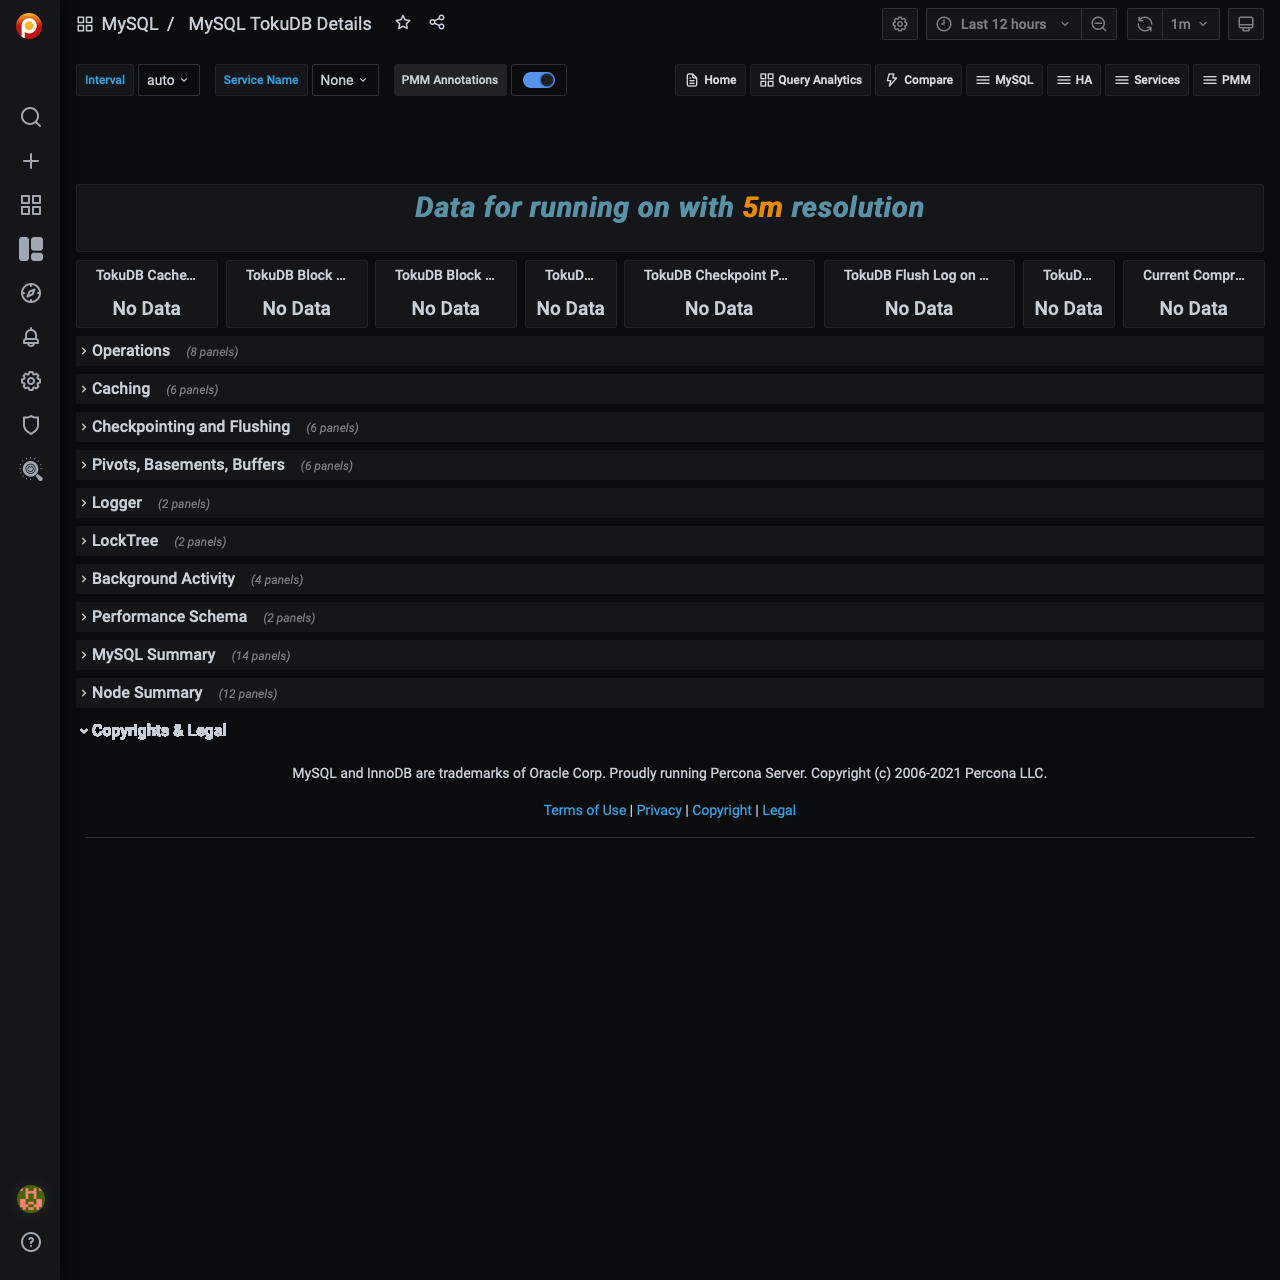 MySQL / MySQL TokuDB Details
Last 12 hours
1m
Interval
auto
Service Name
None
PMM Annotations
Home
Query Analytics
Compare
MySQL
HA
Services
PMM
Data for running on with 5m resolution
TokuDB Cache...
No Data
TokuDB Block ...
No Data
TokuDB Block ...
No Data
TokuD...
No Data
TokuDB Checkpoint P...
No Data
TokuDB Flush Log on ...
No Data
TokuD...
No Data
Current Compr...
No Data
Operations (8 panels)
Caching (6 panels)
Checkpointing and Flushing (6 panels)
Pivots, Basements, Buffers (6 panels)
Logger (2 panels)
LockTree (2 panels)
Background Activity (4 panels)
Performance Schema (2 panels)
MySQL Summary (14 panels)
Node Summary (12 panels)
Copyrights & Legal
MySQL and InnoDB are trademarks of Oracle Corp. Proudly running Percona Server. Copyright (c) 2006-2021 Percona LLC.
Terms of Use | Privacy | Copyright | Legal